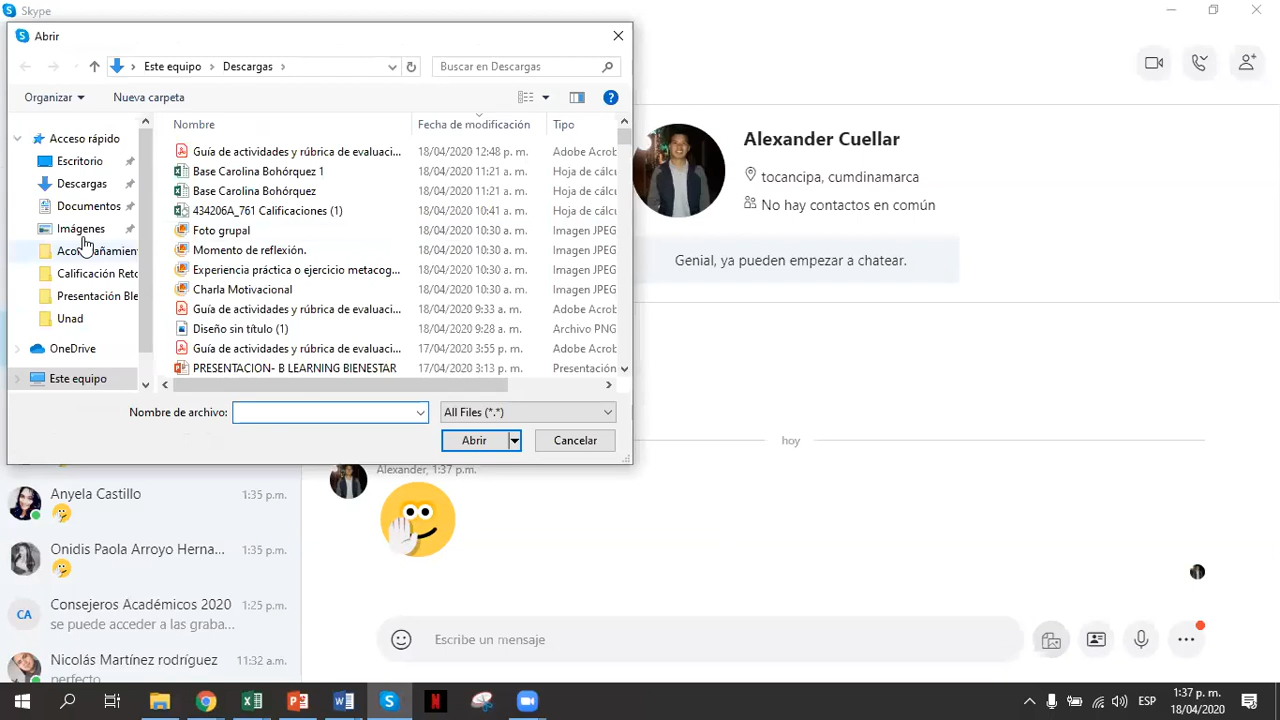 Skype
Abrir
Este equipo
Descargas
Buscar en Descargas
Organizar
Nueva carpeta
Acceso rápido
Escritorio
Descargas
Documentos
Imágenes
Calificación Reto
Presentación Ble
Unad
OneDrive
Este equipo
Nombre Fecha de modificación Tipo
Guía de actividades y rúbrica de evaluaci... 18/04/2020 12:48 p. m. Adobe Acrob
Base Carolina Bohórquez 1 18/04/2020 11:21 a. m. Hoja de cálc
Base Carolina Bohórquez 18/04/2020 11:21 a. m. Hoja de cálc
434206A_761 Calificaciones (1) 18/04/2020 10:41 a. m. Hoja de cálc
Foto grupal 18/04/2020 10:30 a. m. Imagen JPEG
Momento de reflexión. 18/04/2020 10:30 a. m. Imagen JPEG
Experiencia práctica o ejercicio metacog... 18/04/2020 10:30 a. m. Imagen JPEG
Charla Motivacional 18/04/2020 10:30 a. m. Imagen JPEG
Guía de actividades y rúbrica de evaluaci... 18/04/2020 9:33 a. m. Adobe Acrob
Diseño sin título (1) 18/04/2020 9:28 a. m. Archivo PNG
Guía de actividades y rúbrica de evaluaci... 17/04/2020 3:55 p. m. Adobe Acrob
PRESENTACION- B LEARNING BIENESTAR 17/04/2020 3:13 p. m. Presentación
Nombre de archivo:
All Files (*.*)
Abrir
Cancelar
Alexander Cuellar
tocancipa, cumdinamarca
No hay contactos en común
Genial, ya pueden empezar a chatear.
hoy
Alexander, 1:37 p.m.
Anyela Castillo 1:35 p.m.
Onidis Paola Arroyo Herna... 1:35 p.m.
CA
Consejeros Académicos 2020 1:25 p.m.
se puede acceder a las graba...
Nicolás Martínez rodríguez 11:32 a.m.
perfecto
Escribe un mensaje
ESP
1:37 p. m.
18/04/2020